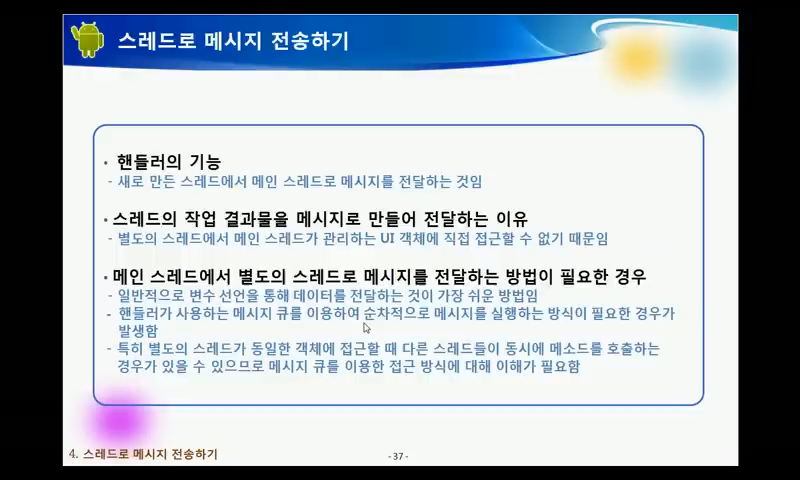 스레드로 메시지 전송하기
• 핸들러의 기능
- 새로 만든 스레드에서 메인 스레드로 메시지를 전달하는 것임
• 스레드의 작업 결과물을 메시지로 만들어 전달하는 이유
- 별도의 스레드에서 메인 스레드가 관리하는 UI 객체에 직접 접근할 수 없기 때문임
• 메인 스레드에서 별도의 스레드로 메시지를 전달하는 방법이 필요한 경우
- 일반적으로 변수 선언을 통해 데이터를 전달하는 것이 가장 쉬운 방법임
- 핸들러가 사용하는 메시지 큐를 이용하여 순차적으로 메시지를 실행하는 방식이 필요한 경우가
발생함
- 특히 별도의 스레드가 동일한 객체에 접근할 때 다른 스레드들이 동시에 메소드를 호출하는
경우가 있을 수 있으므로 메시지 큐를 이용한 접근 방식에 대해 이해가 필요함
4. 스레드로 메시지 전송하기
- 37 -